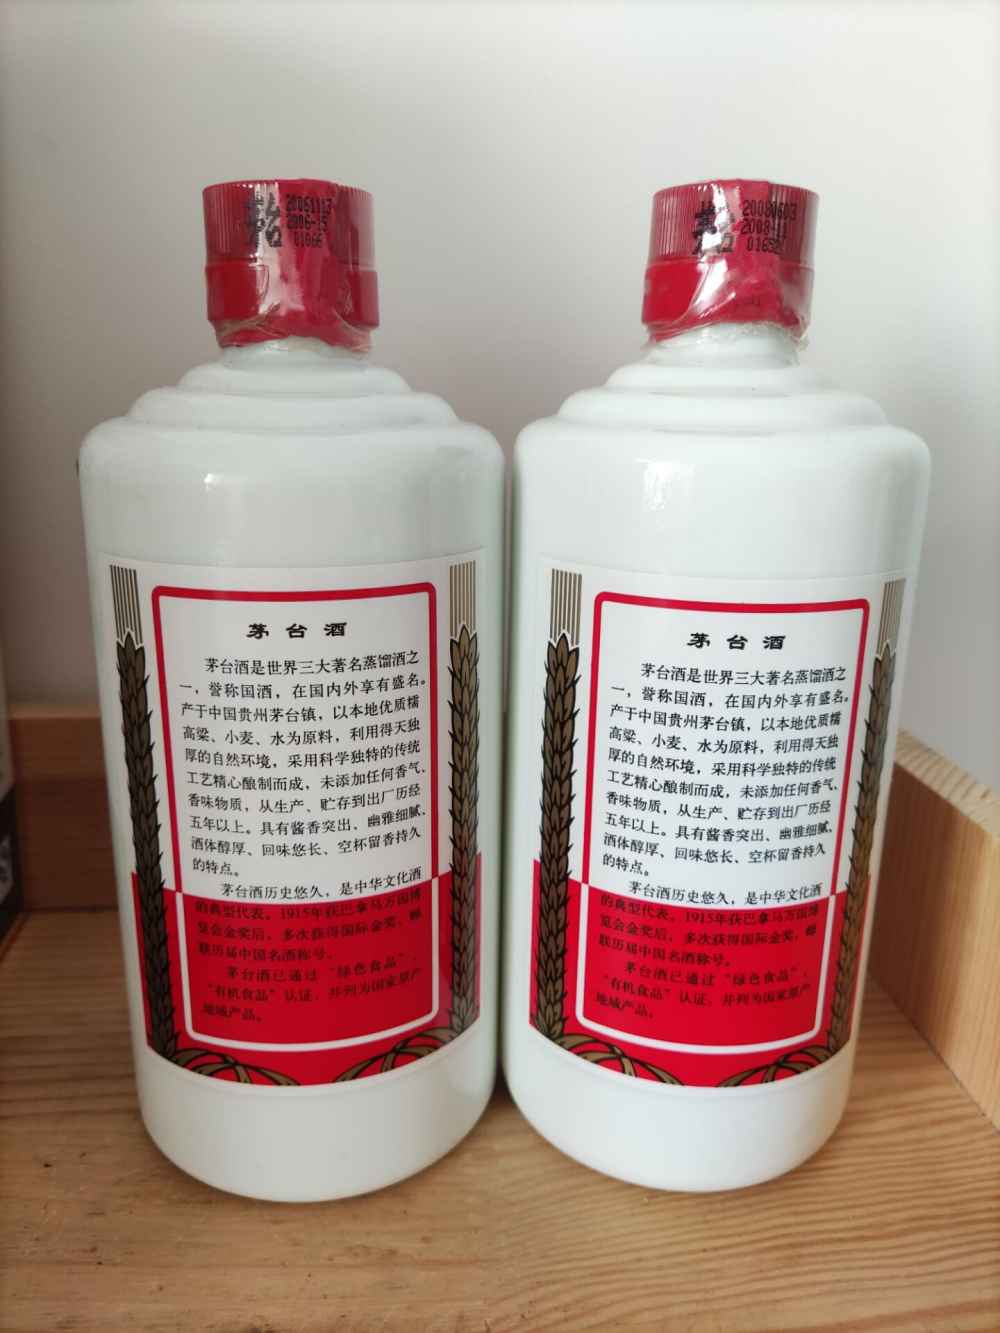 茅台
20061113
2006-15
01066
茅台
20080603
2008-11
茅台酒
茅台酒是世界三大著名蒸馏酒之
一，誉称国酒，在国内外享有盛名。
产于中国贵州茅台镇，以本地优质糯
高粱、小麦、水为原料，利用得天独
厚的自然环境，采用科学独特的传统
工艺精心酿制而成，未添加任何香气、
香味物质，从生产、贮存到出厂历经
五年以上。具有酱香突出、幽雅细腻、
酒体醇厚、回味悠长、空杯留香持久
的特点。
茅台酒历史悠久，是中华文化酒
的典型代表。1915年获巴拿马万国博
览会金奖后，多次获得国际金奖，蝉
联历届中国名酒称号。
茅台酒已通过“绿色食品”、
“有机食品”认证，并列为国家原产
地域产品。
茅台酒
茅台酒是世界三大著名蒸馏酒之
一，誉称国酒，在国内外享有盛名。
产于中国贵州茅台镇，以本地优质糯
高粱、小麦、水为原料，利用得天独
厚的自然环境，采用科学独特的传统
工艺精心酿制而成，未添加任何香气、
香味物质，从生产、贮存到出厂历经
五年以上。具有酱香突出、幽雅细腻、
酒体醇厚、回味悠长、空杯留香持久
的特点。
茅台酒历史悠久，是中华文化酒
的典型代表。1915年获巴拿马万国博
览会金奖后，多次获得国际金奖，蝉
联历届中国名酒称号。
茅台酒已通过“绿色食品”、
“有机食品”认证，并列为国家原产
地域产品。